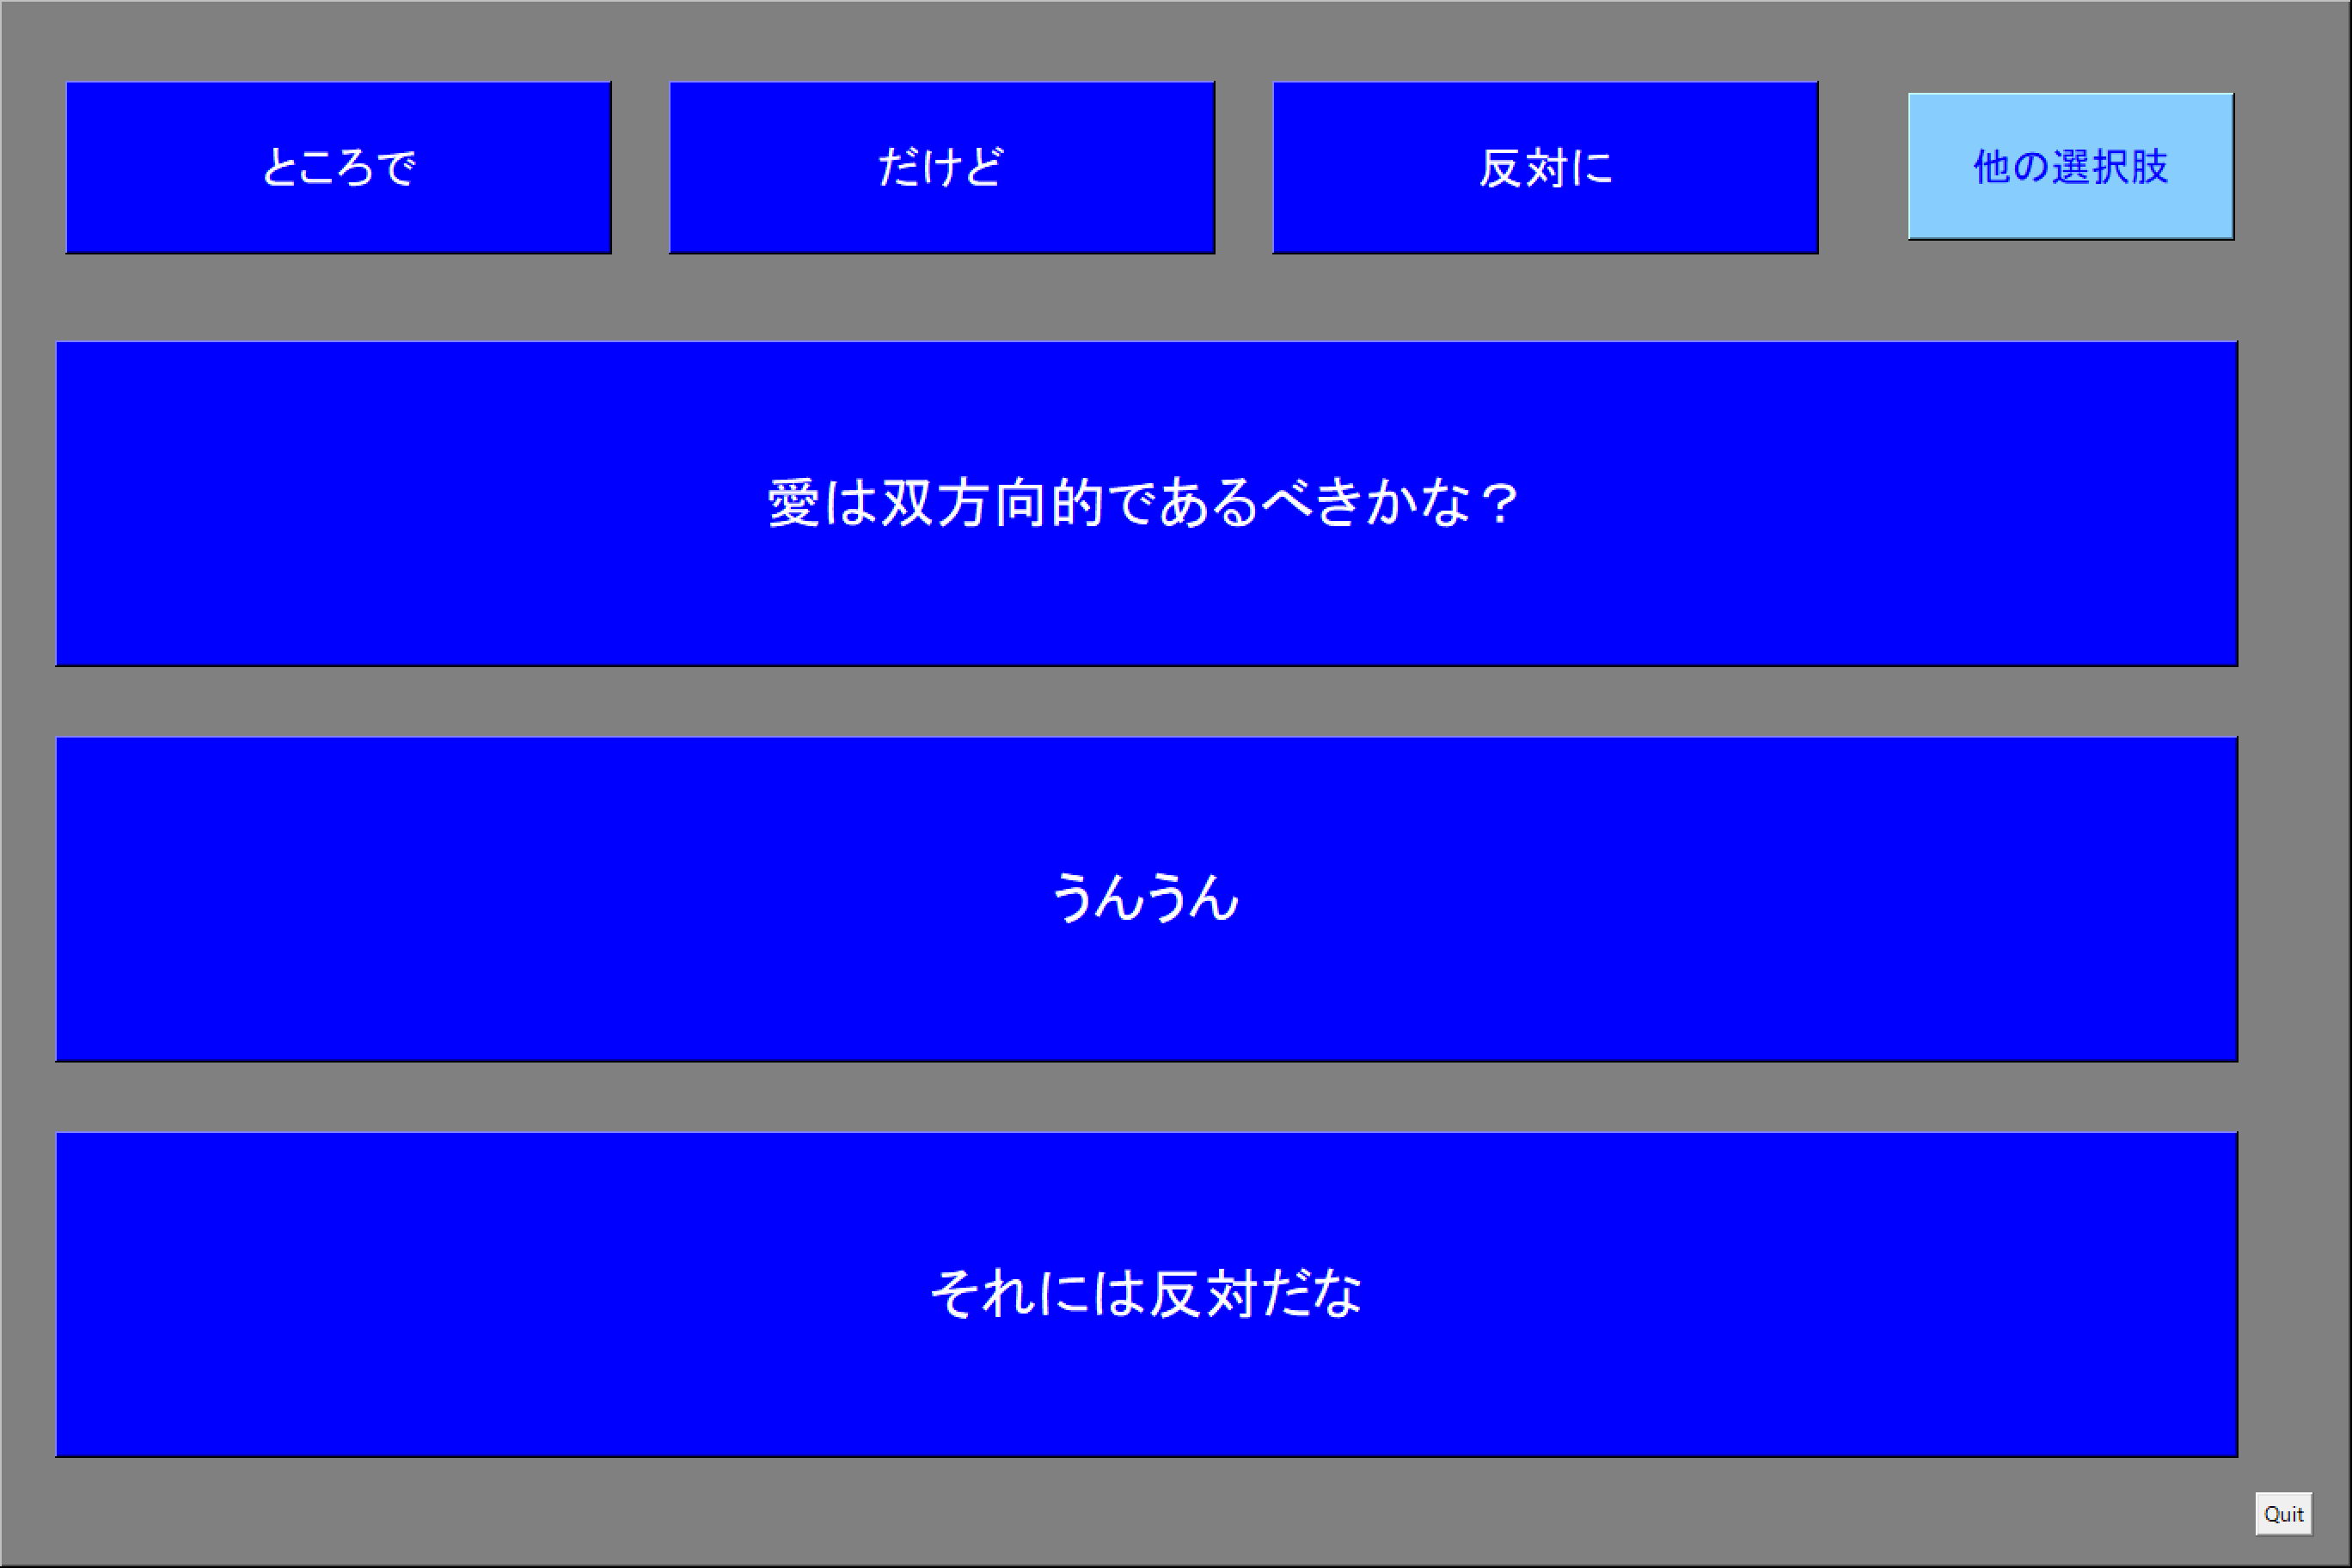 ところで
だけど
反対に
他の選択肢
愛は双方向的であるべきかな？
うんうん
それには反対だな
Quit